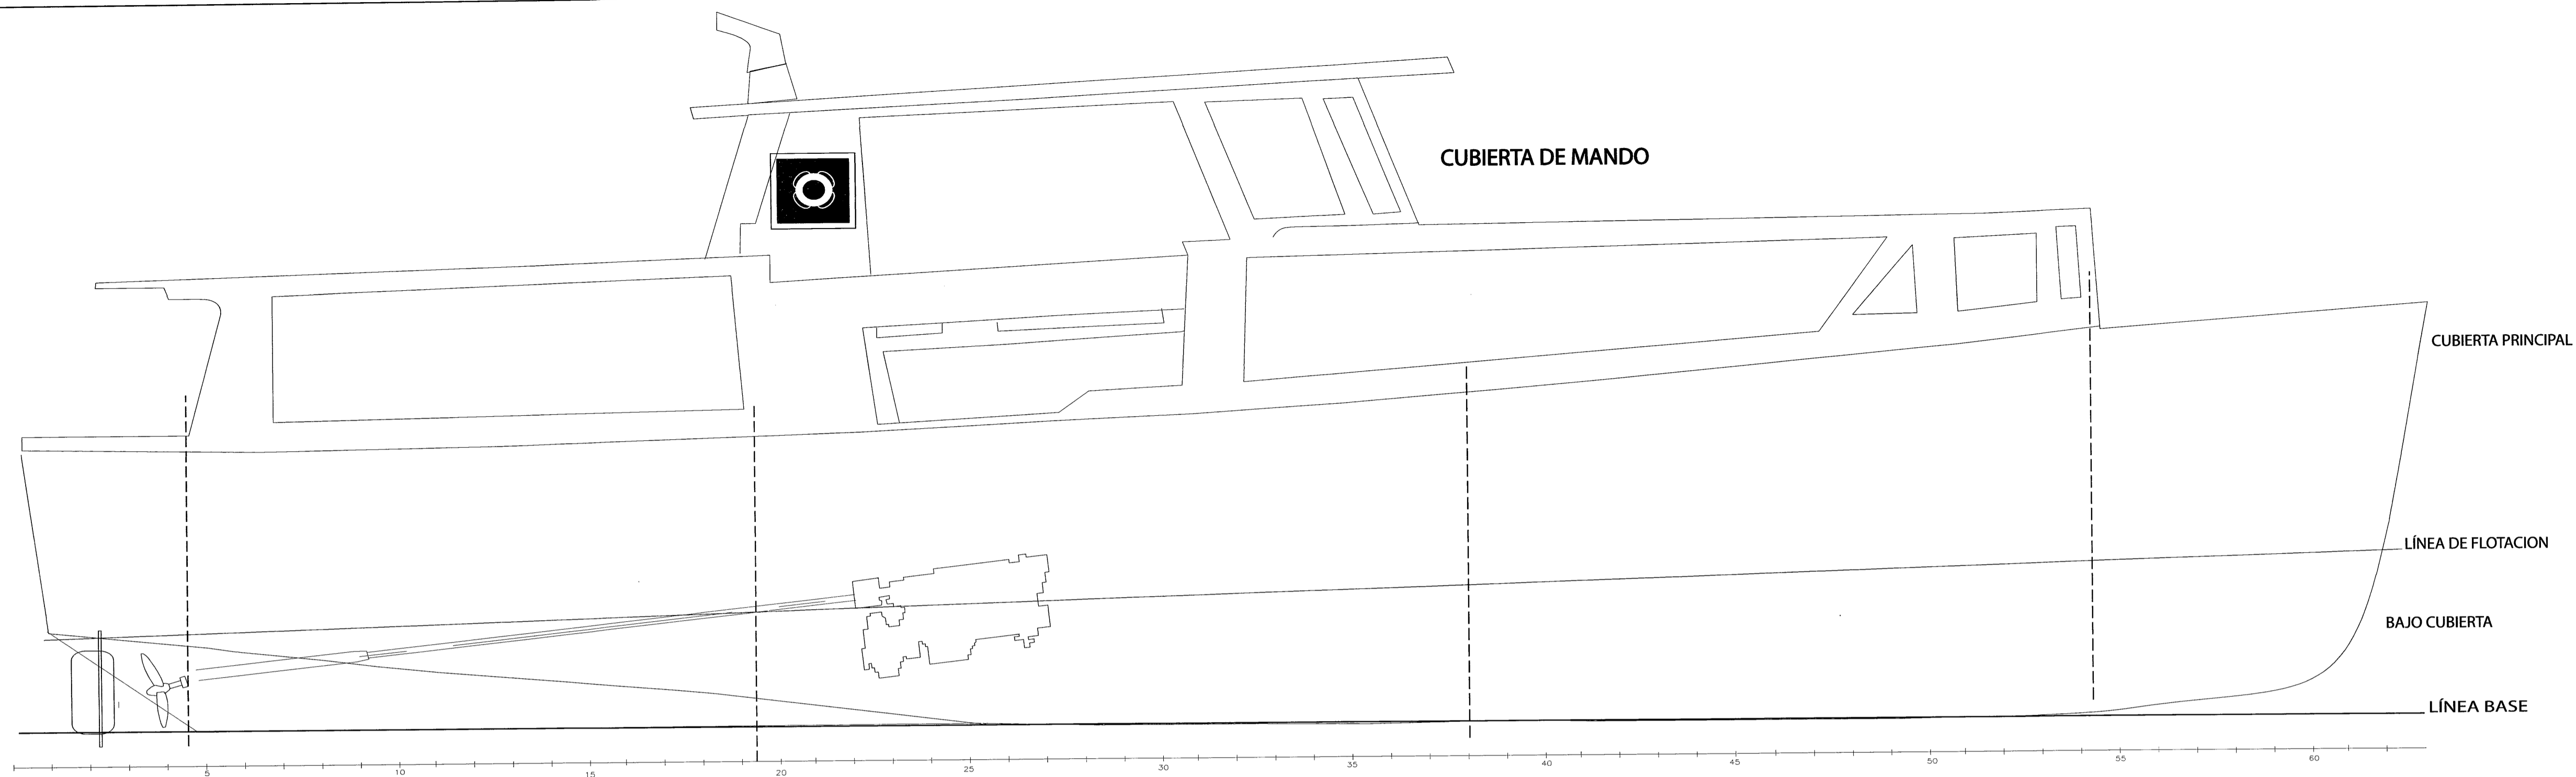 CUBIERTA DE MANDO
CUBIERTA PRINCIPAL
LÍNEA DE FLOTACION
BAJO CUBIERTA
LÍNEA BASE
5 10 15 20 25 30 35 40 45 50 55 60